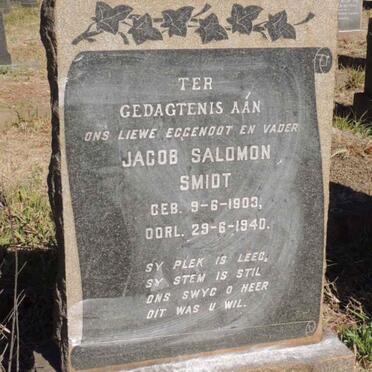 TER
GEDAGTENIS AAN
ONS LIEWE EGGENOOT EN VADER
JACOB SALOMON
SMIDT
GEB. 9-6-1903,
OORL. 29-6-1940.
SY PLEK IS LEEG,
SY STEM IS STIL
ONS SWYG O HEER
DIT WAS U WIL.